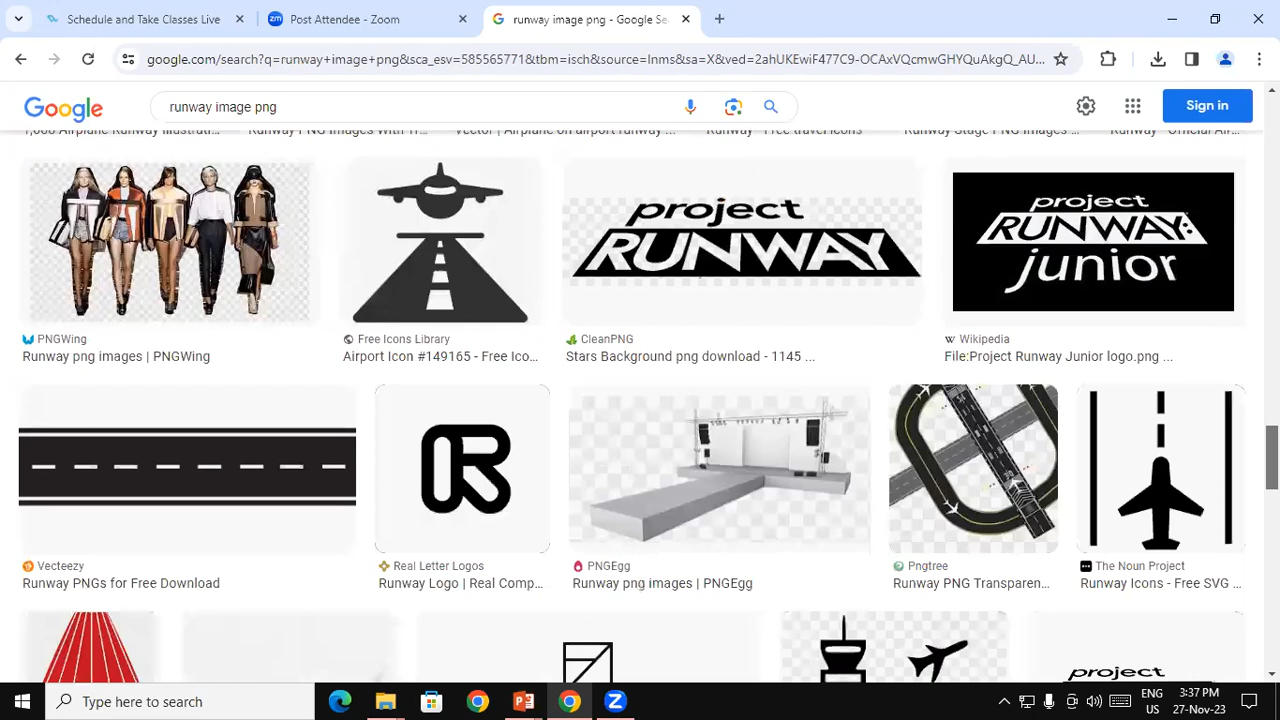 Schedule and Take Classes Live
zm Post Attendee - Zoom
runway image png - Google Se
google.com/search?q=runway+image+png&sca_esv=585565771&tbm=isch&source=lnms&sa=X&ved=2ahUKEwiF477C9-OCAxVQcmwGHYQuAkgQ_AU...
Google
runway image png
Sign in
1,000 Airplane Runway Illustrati...
Runway PNG Images With Tr...
Vector | Airplane on airport runway ...
Runway - Free travel icons
Runway Stage PNG Images ...
Runway - Official Air...
project
RUNWAY
project
RUNWAY:
junior
PNGWing
Runway png images | PNGWing
Free Icons Library
Airport Icon #149165 - Free Ico...
CleanPNG
Stars Background png download - 1145 ...
W Wikipedia
File:Project Runway Junior logo.png ...
R
Vecteezy
Runway PNGs for Free Download
Real Letter Logos
Runway Logo | Real Comp...
PNGEgg
Runway png images | PNGEgg
Pngtree
Runway PNG Transparen...
The Noun Project
Runway Icons - Free SVG ...
project
Type here to search
ENG
US
3:37 PM
27-Nov-23